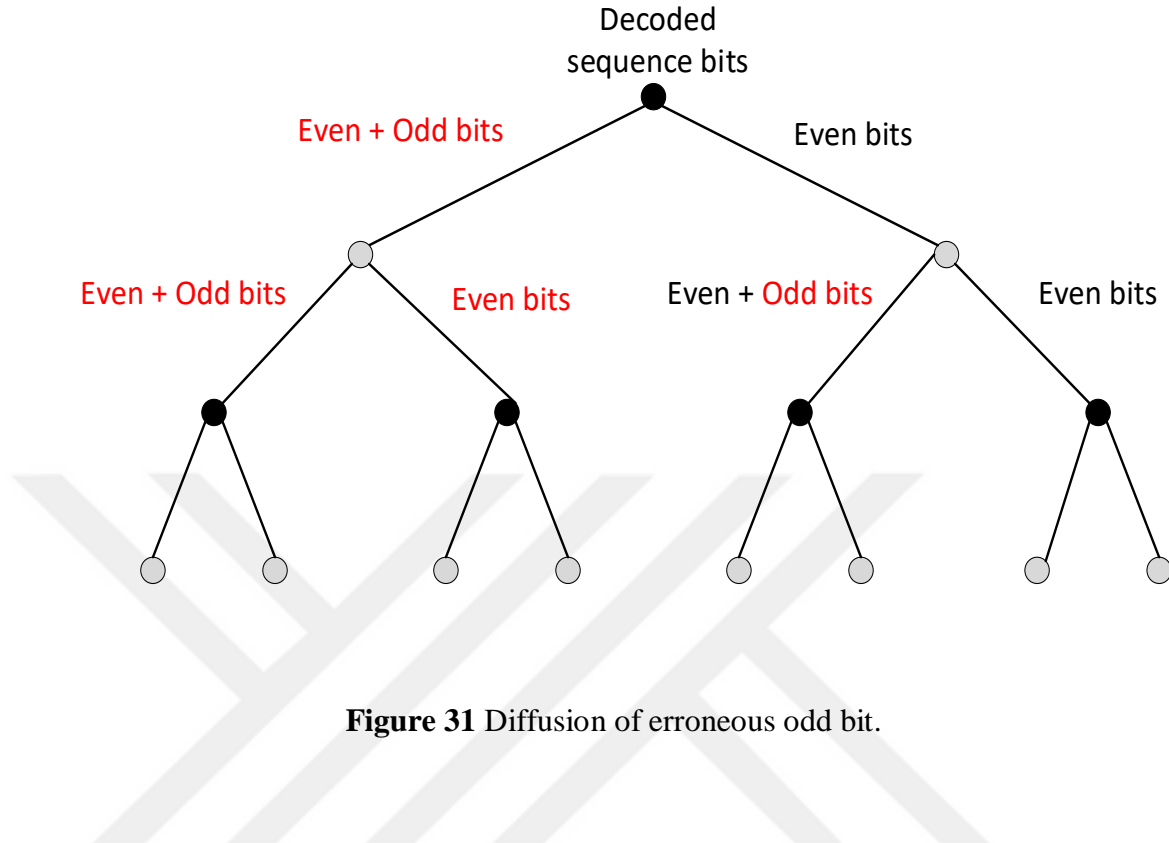 Decoded
sequence bits
Even + Odd bits
Even bits
Even + Odd bits
Even bits
Even + Odd bits
Even bits
Figure 31 Diffusion of erroneous odd bit.